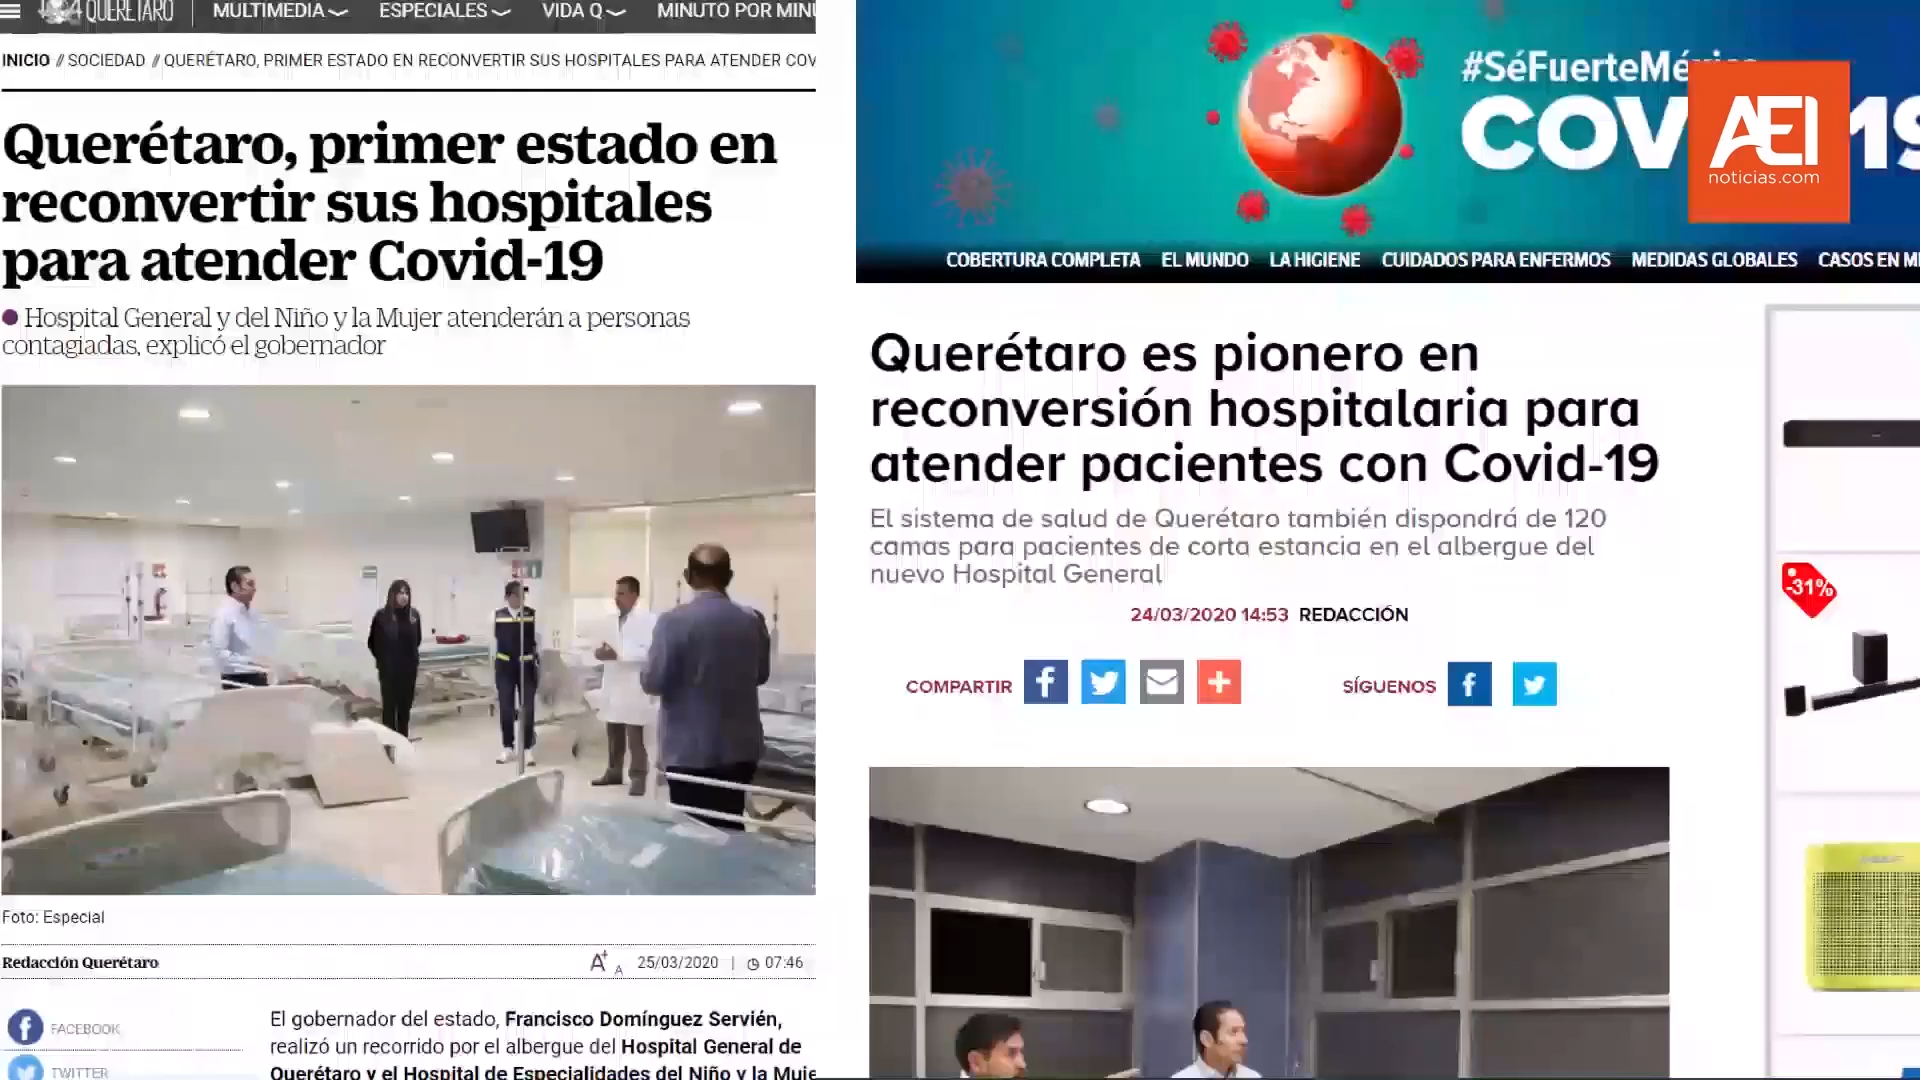 QUERÉTARO
MULTIMEDIA
ESPECIALES
VIDA Q
MINUTO POR MINU
INICIO // SOCIEDAD // QUERÉTARO, PRIMER ESTADO EN RECONVERTIR SUS HOSPITALES PARA ATENDER COV
Querétaro, primer estado en
reconvertir sus hospitales
para atender Covid-19
Hospital General y del Niño y la Mujer atenderán a personas
contagiadas, explicó el gobernador
Foto: Especial
Redacción Querétaro
A+ A 25/03/2020 | 07:46
FACEBOOK
TWITTER
El gobernador del estado, Francisco Domínguez Servién,
realizó un recorrido por el albergue del Hospital General de
Querétaro y el Hospital de Especialidades del Niño y la Muje
#SéFuerteMéxico
COV 19
AEI
noticias.com
COBERTURA COMPLETA EL MUNDO LA HIGIENE CUIDADOS PARA ENFERMOS MEDIDAS GLOBALES CASOS EN M
Querétaro es pionero en
reconversión hospitalaria para
atender pacientes con Covid-19
El sistema de salud de Querétaro también dispondrá de 120
camas para pacientes de corta estancia en el albergue del
nuevo Hospital General
24/03/2020 14:53 REDACCIÓN
COMPARTIR
SÍGUENOS
-31%